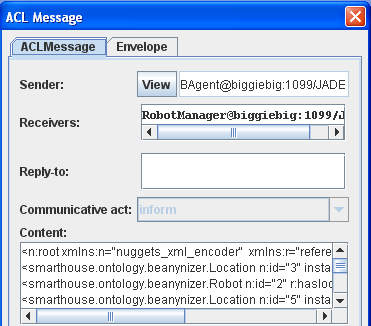 ACL Message
ACLMessage Envelope
Sender: View BAgent@biggiebig:1099/JADE
Receivers: RobotManager@biggiebig:1099/J
Reply-to:
Communicative act: inform
Content:
<n:root xmlns:n="nuggets_xml_encoder" xmlns:r="refere
<smarthouse.ontology.beanynizer.Location n:id="3" insta
<smarthouse.ontology.beanynizer.Robot n:id="2" r:hasloc
<smarthouse.ontology.beanynizer.Location n:id="5" insta